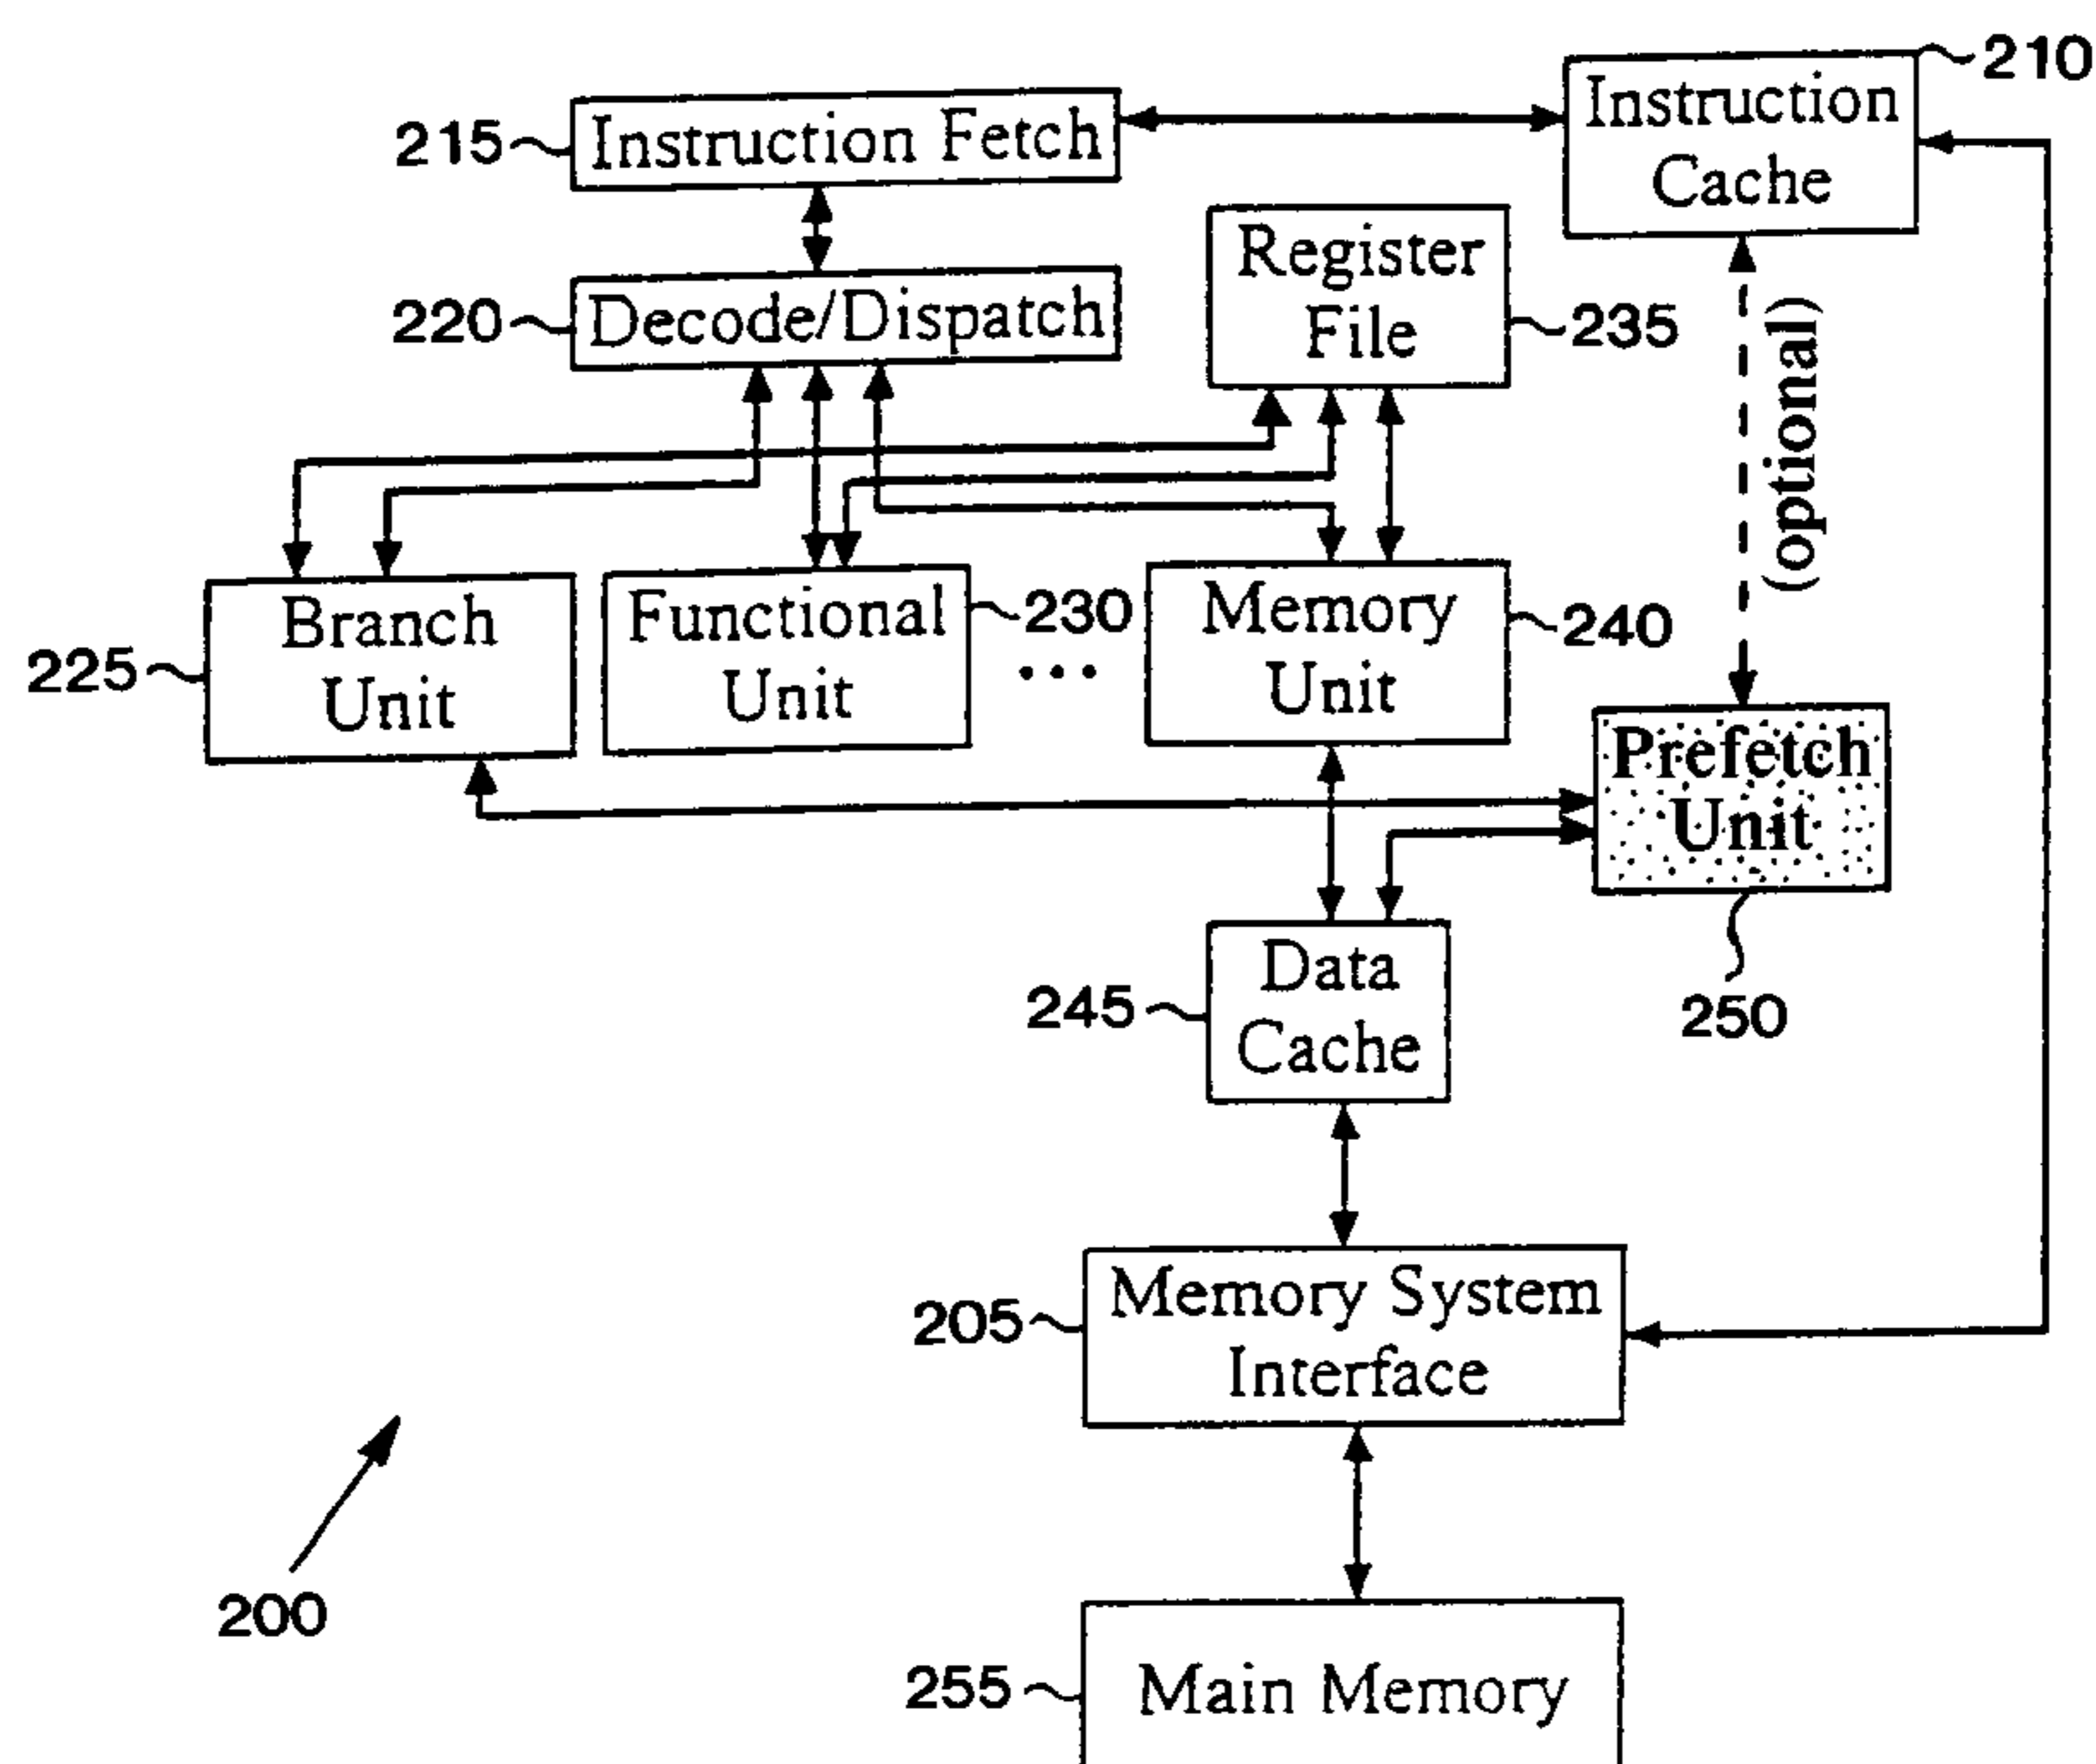 210
Instruction
Cache
215
Instruction Fetch
Register
File
235
220
Decode/Dispatch
(optional)
225
Branch
Unit
Functional
Unit
230
...
Memory
Unit
240
Prefetch
Unit
250
245
Data
Cache
205
Memory System
Interface
200
255
Main Memory